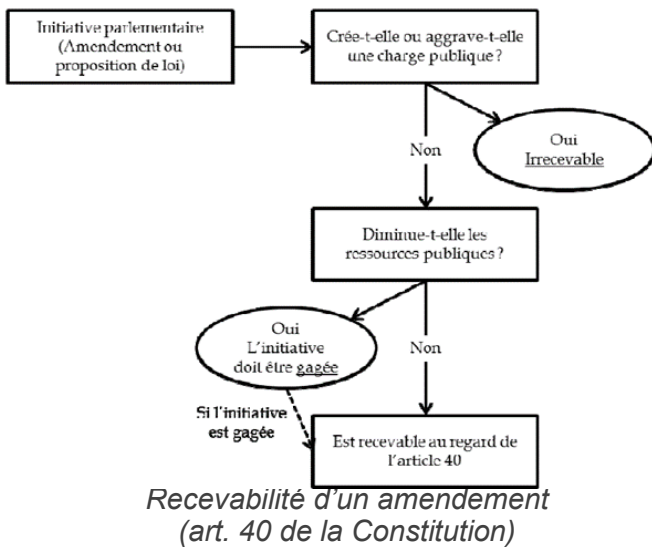 Initiative parlementaire
(Amendement ou
proposition de loi)
Crée-t-elle ou aggrave-t-elle
une charge publique ?
Non
Oui
Irrecevable
Diminue-t-elle les
ressources publiques ?
Oui
L'initiative
doit être gagée
Non
Si l'initiative
est gagée
Est recevable au regard de
l'article 40
Recevabilité d'un amendement
(art. 40 de la Constitution)